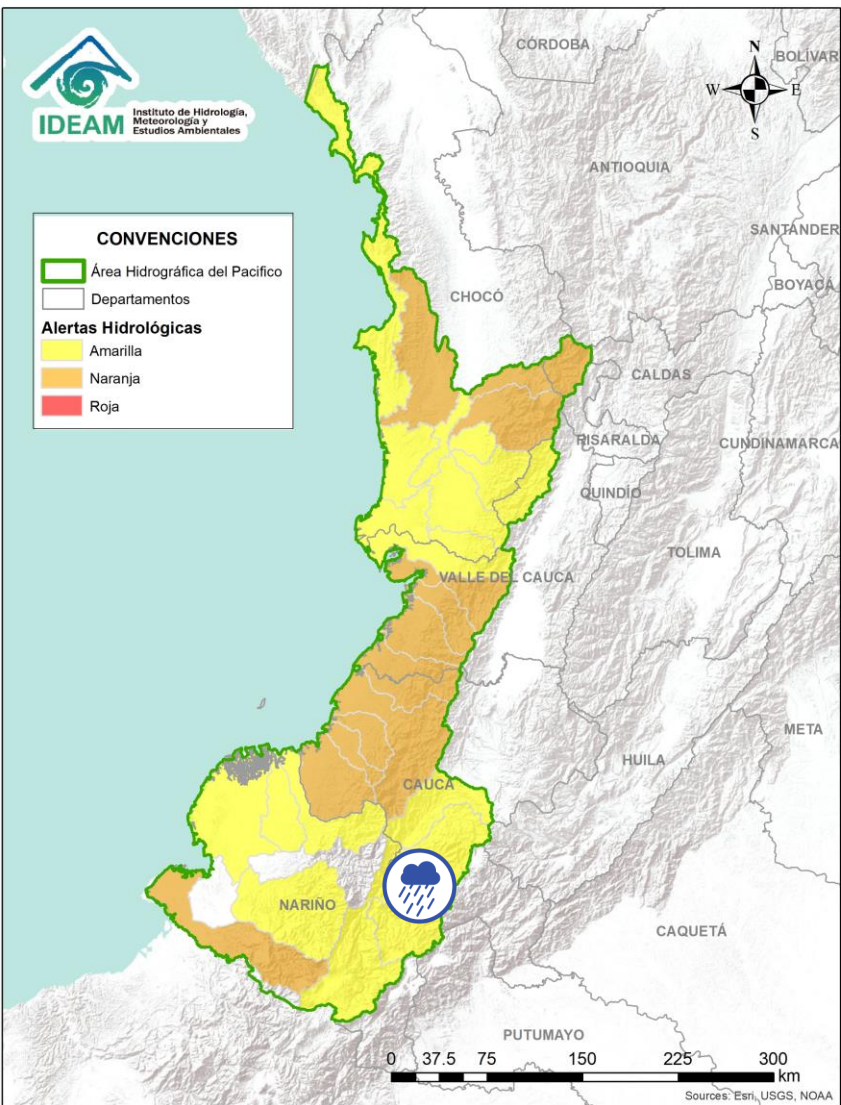 IDEAM
Instituto de Hidrología,
Meteorología y
Estudios Ambientales
N
W
E
S
CÓRDOBA
BOLÍVAR
ANTIOQUIA
SANTANDER
BOYACÁ
CONVENCIONES
Área Hidrográfica del Pacifico
Departamentos
Alertas Hidrológicas
Amarilla
Naranja
Roja
CHOCÓ
CALDAS
RISARALDA
CUNDINAMARCA
QUINDÍO
TOLIMA
VALLE DEL CAUCA
META
HUILA
CAUCA
NARIÑO
CAQUETÁ
PUTUMAYO
0 37.5 75 150 225 300
km
Sources: Esri, USGS, NOAA